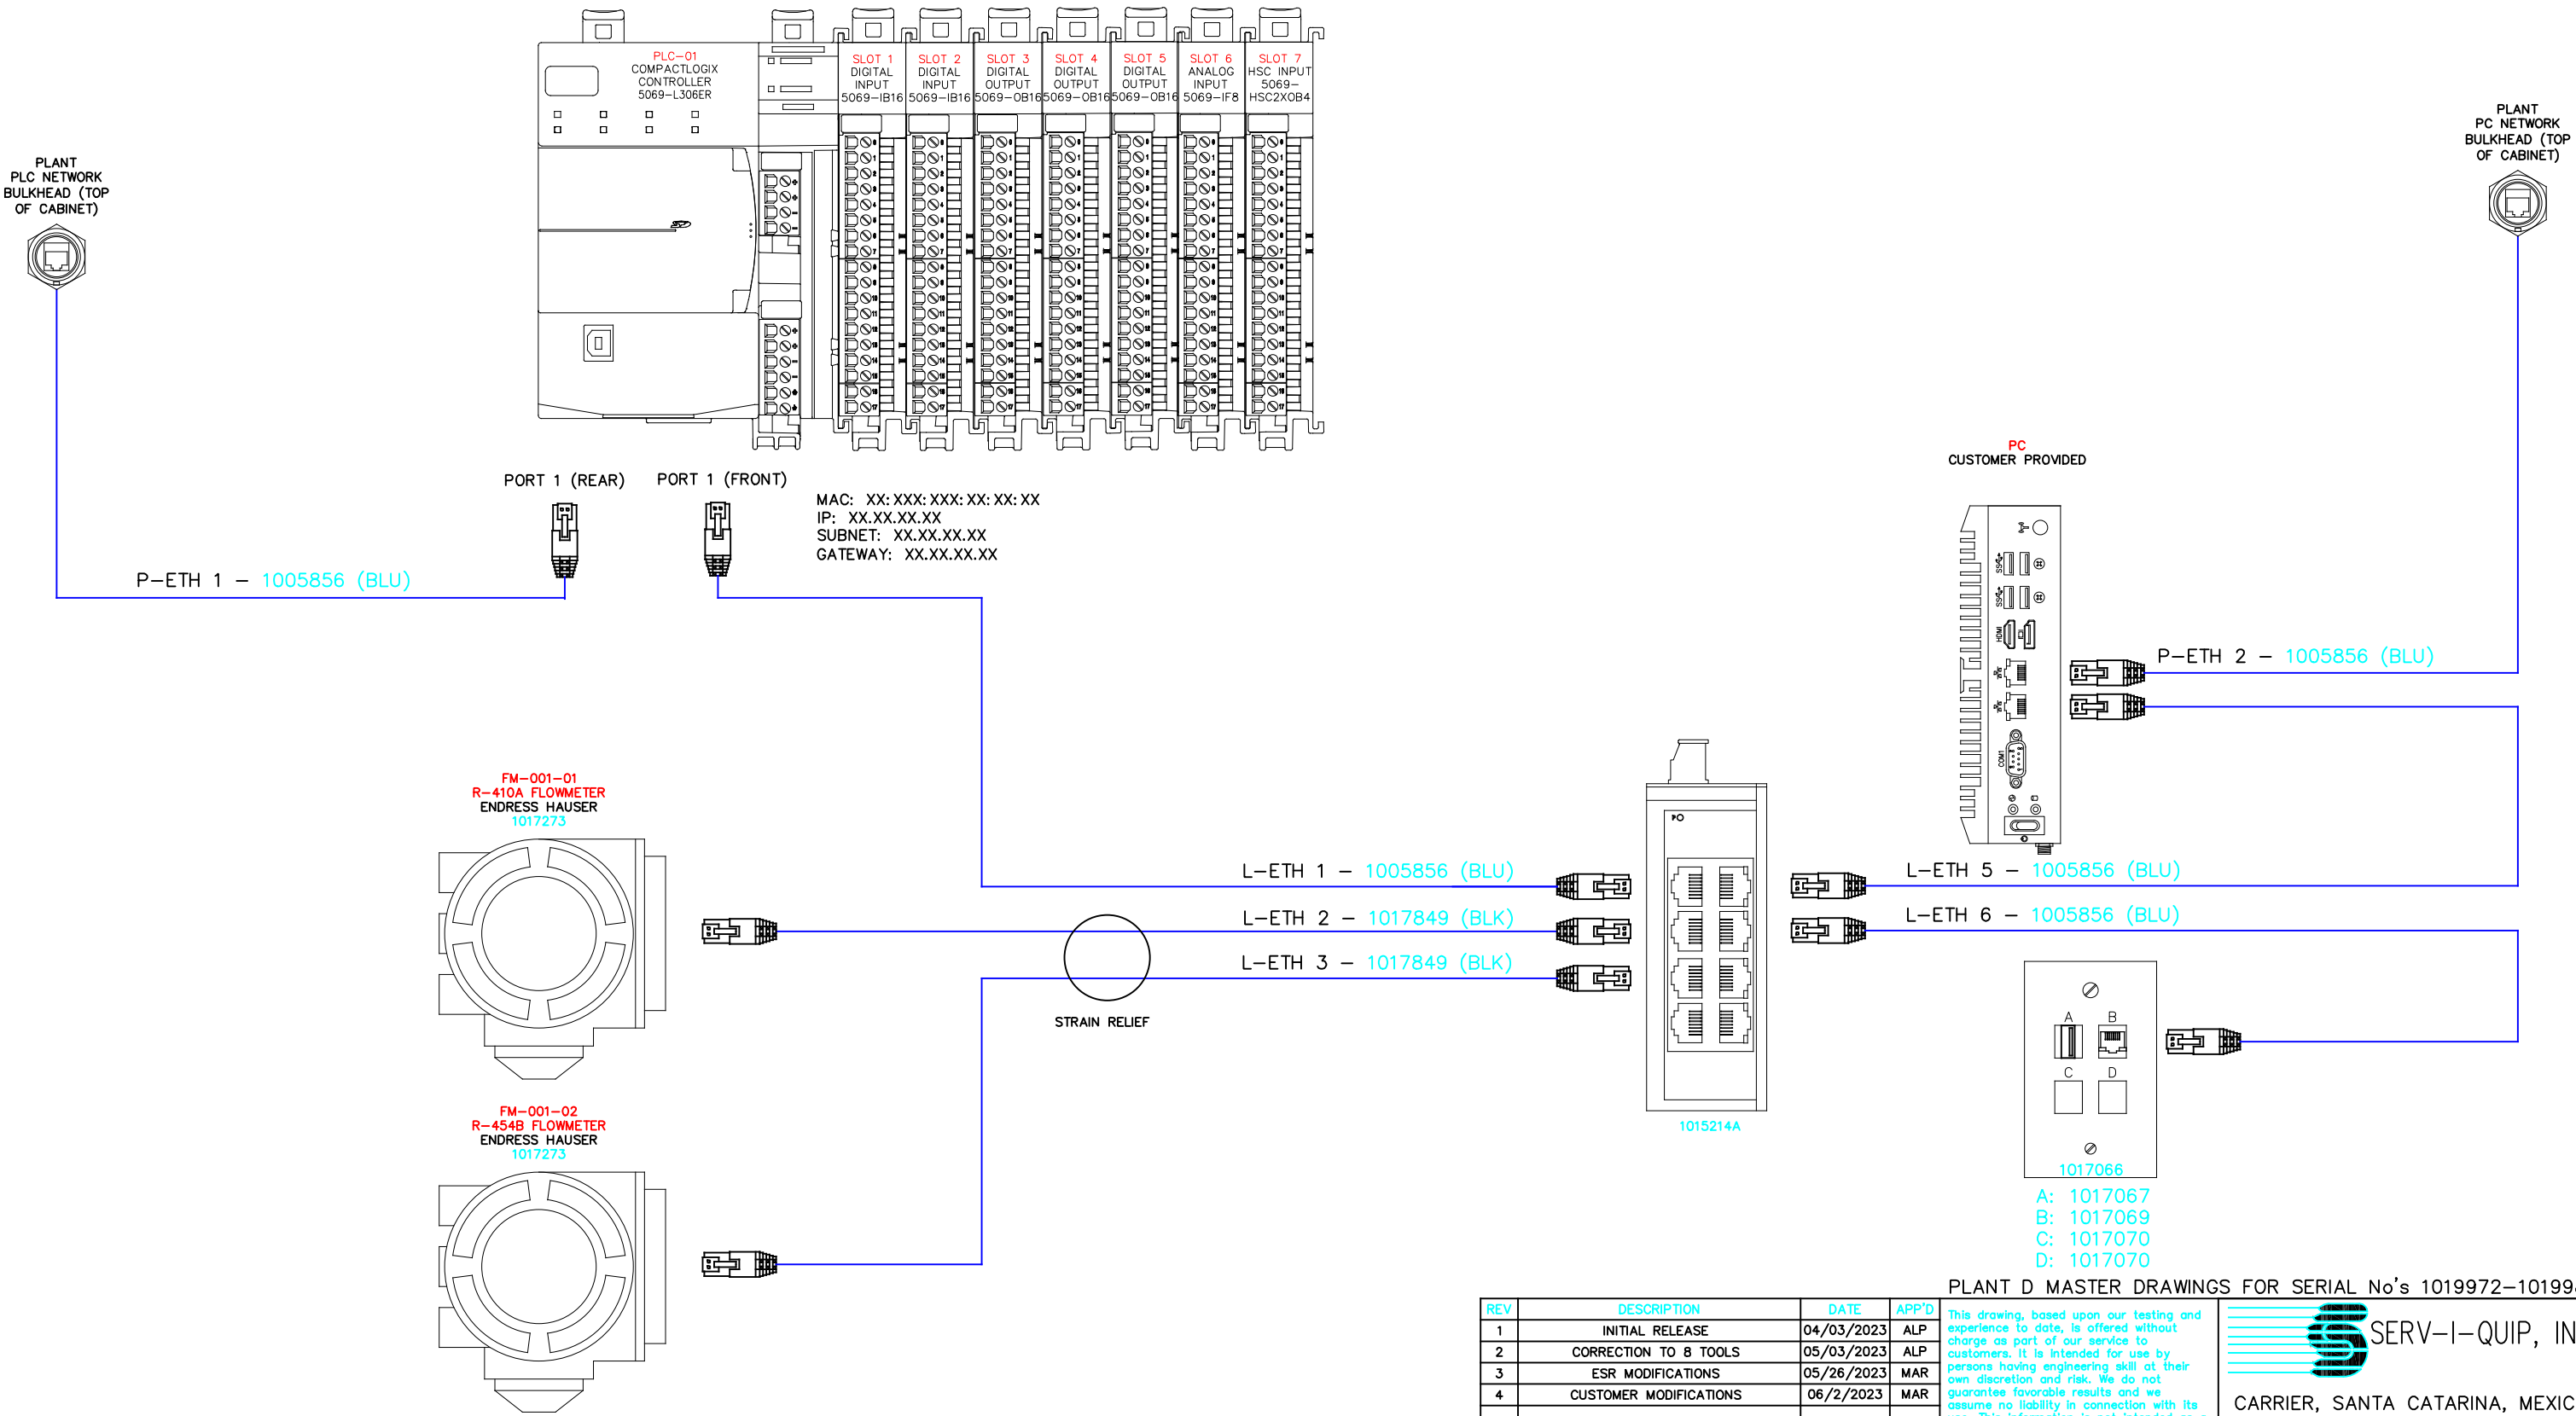 PLC-01
COMPACTLOGIX
CONTROLLER
5069-L306ER
SLOT 1
DIGITAL
INPUT
5069-IB16
SLOT 2
DIGITAL
INPUT
5069-IB16
SLOT 3
DIGITAL
OUTPUT
5069-OB16
SLOT 4
DIGITAL
OUTPUT
5069-OB16
SLOT 5
DIGITAL
OUTPUT
5069-OB16
SLOT 6
ANALOG
INPUT
5069-IF8
SLOT 7
HSC INPUT
5069-
HSC2XOB4
PLANT
PLC NETWORK
BULKHEAD (TOP
OF CABINET)
PLANT
PC NETWORK
BULKHEAD (TOP
OF CABINET)
PORT 1 (REAR)
PORT 1 (FRONT)
MAC: XX:XXX:XXX:XX:XX:XX
IP: XX.XX.XX.XX
SUBNET: XX.XX.XX.XX
GATEWAY: XX.XX.XX.XX
P-ETH 1 - 1005856 (BLU)
PC
CUSTOMER PROVIDED
HDMI
COM1
P-ETH 2 - 1005856 (BLU)
FM-001-01
R-410A FLOWMETER
ENDRESS HAUSER
1017273
L-ETH 1 - 1005856 (BLU)
L-ETH 2 - 1017849 (BLK)
L-ETH 3 - 1017849 (BLK)
STRAIN RELIEF
L-ETH 5 - 1005856 (BLU)
L-ETH 6 - 1005856 (BLU)
1015214A
FM-001-02
R-454B FLOWMETER
ENDRESS HAUSER
1017273
A B
C D
1017066
A: 1017067
B: 1017069
C: 1017070
D: 1017070
PLANT D MASTER DRAWINGS FOR SERIAL No's 1019972-10199
REV DESCRIPTION DATE APP'D
1 INITIAL RELEASE 04/03/2023 ALP
2 CORRECTION TO 8 TOOLS 05/03/2023 ALP
3 ESR MODIFICATIONS 05/26/2023 MAR
4 CUSTOMER MODIFICATIONS 06/2/2023 MAR
This drawing, based upon our testing and
experience to date, is offered without
charge as part of our service to
customers. It is intended for use by
persons having engineering skill at their
own discretion and risk. We do not
guarantee favorable results and we
assume no liability in connection with its
SERV-I-QUIP, IN
CARRIER, SANTA CATARINA, MEXIC